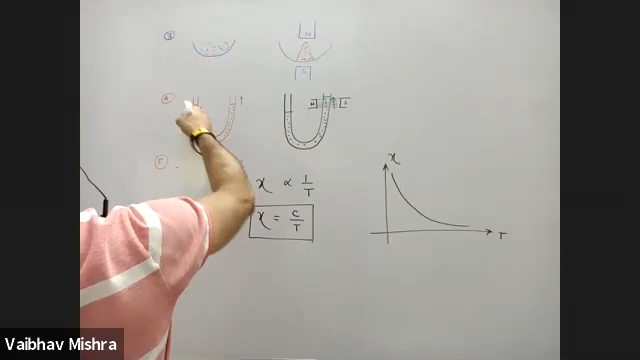 3
N
S
4
N
S
5
χ ∝ 1/T
χ = C/T
χ
T
Vaibhav Mishra